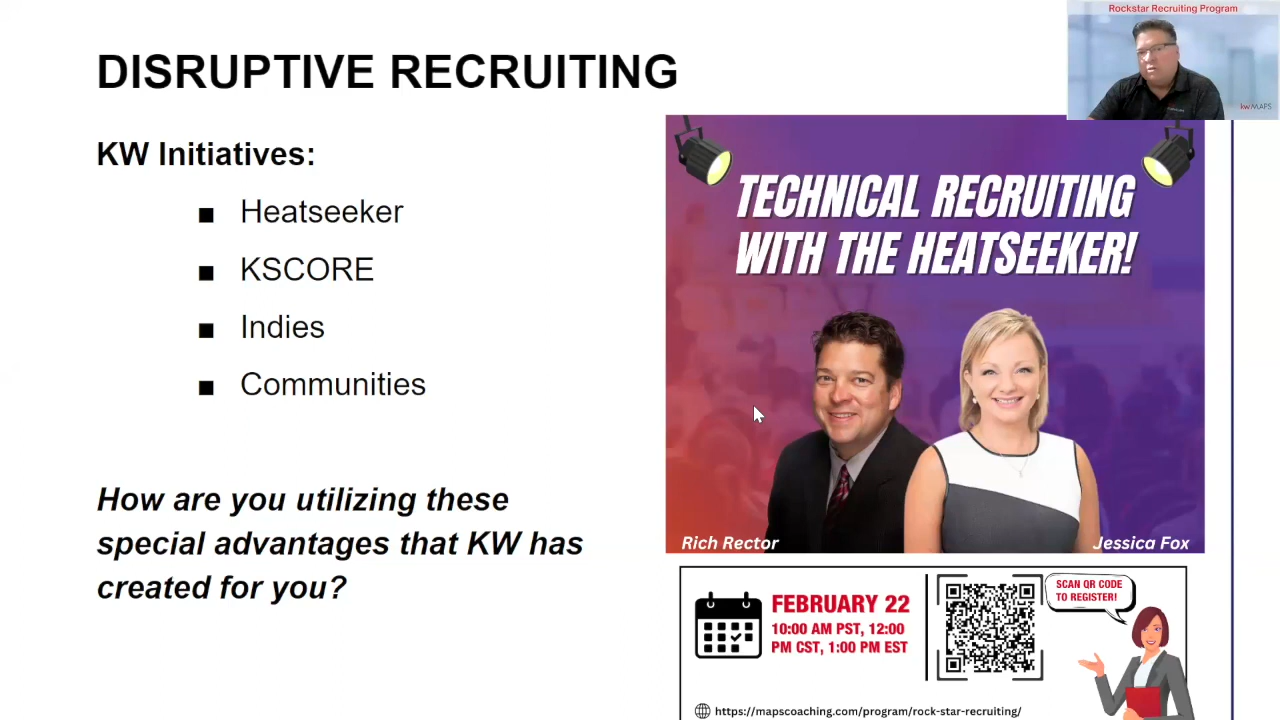 Rockstar Recruiting Program
kwMAPS
DISRUPTIVE RECRUITING
KW Initiatives:
■ Heatseeker
■ KSCORE
■ Indies
■ Communities
How are you utilizing these
special advantages that KW has
created for you?
TECHNICAL RECRUITING
WITH THE HEATSEEKER!
Rich Rector
Jessica Fox
FEBRUARY 22
10:00 AM PST, 12:00
PM CST, 1:00 PM EST
SCAN QR CODE
TO REGISTER!
https://mapscoaching.com/program/rock-star-recruiting/